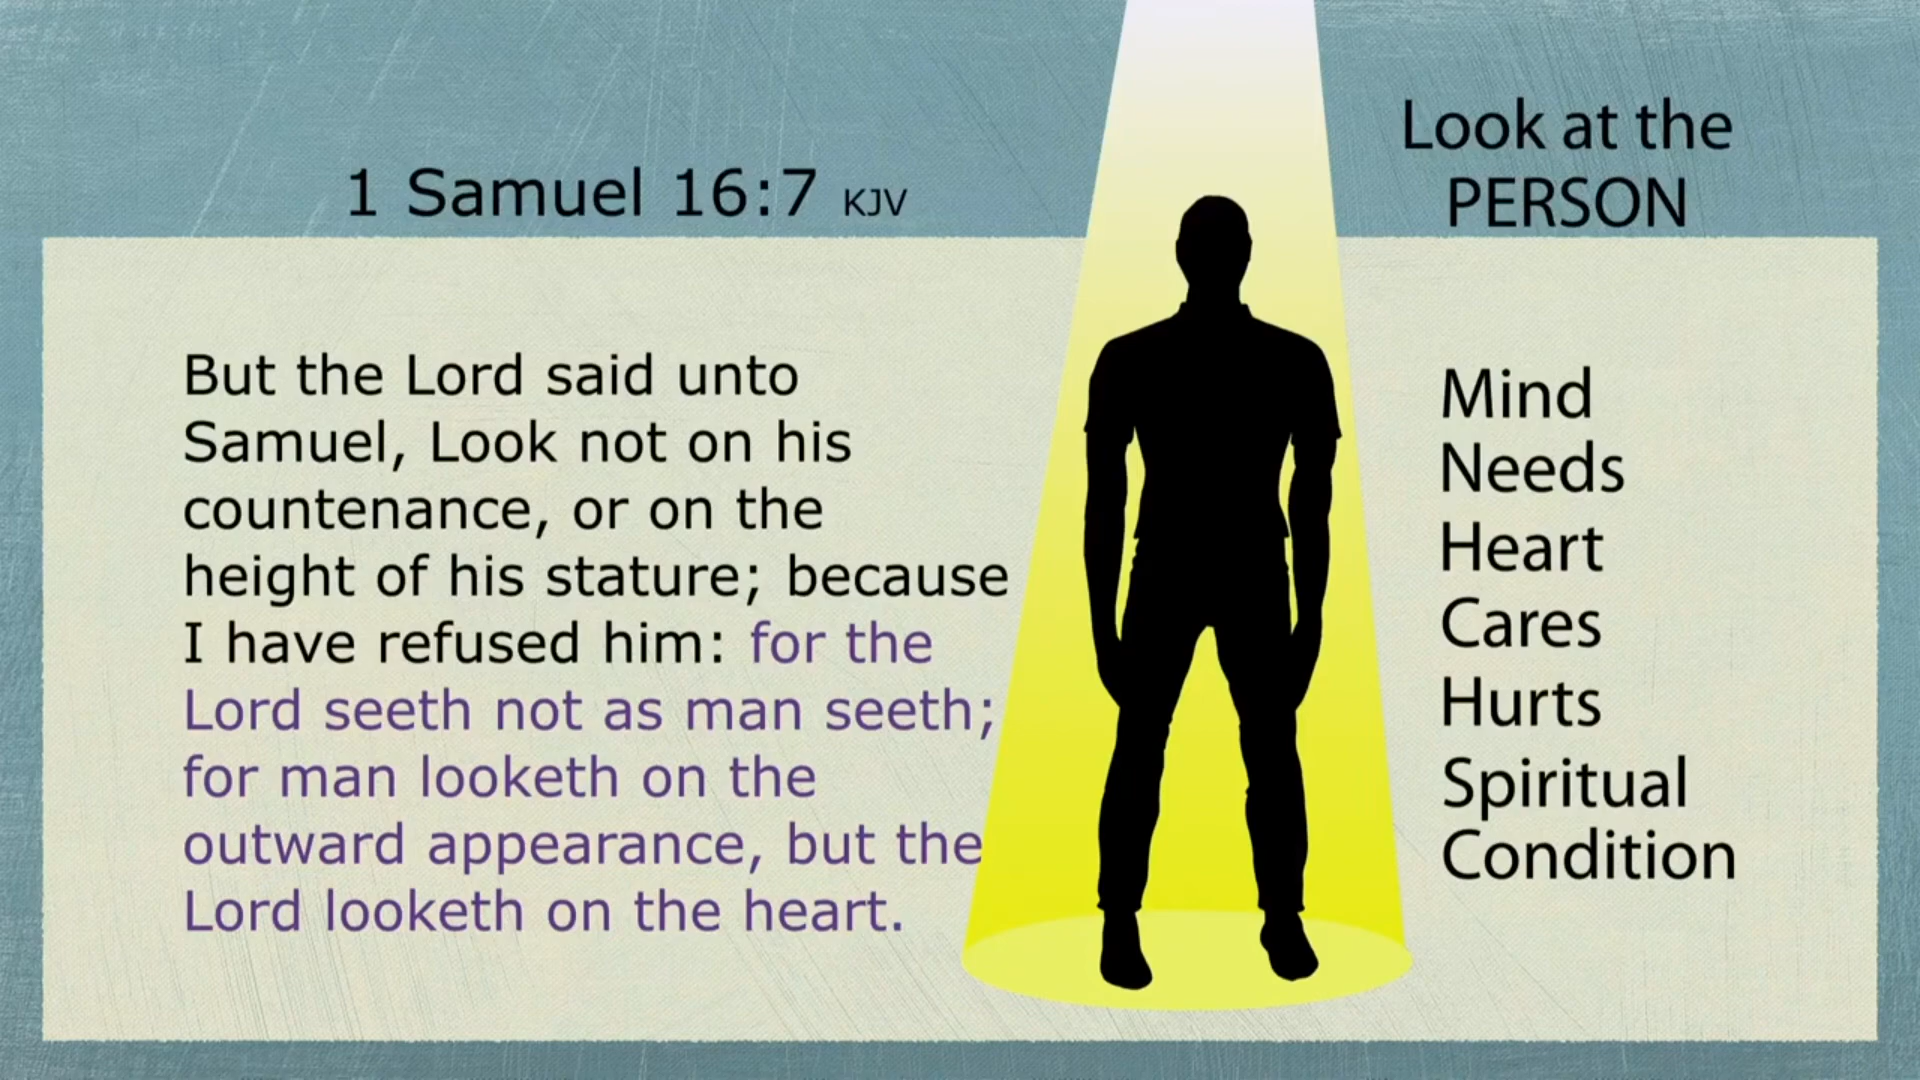 1 Samuel 16:7 KJV
But the Lord said unto
Samuel, Look not on his
countenance, or on the
height of his stature; because
I have refused him: for the
Lord seeth not as man seeth;
for man looketh on the
outward appearance, but the
Lord looketh on the heart.
Look at the
PERSON
Mind
Needs
Heart
Cares
Hurts
Spiritual
Condition